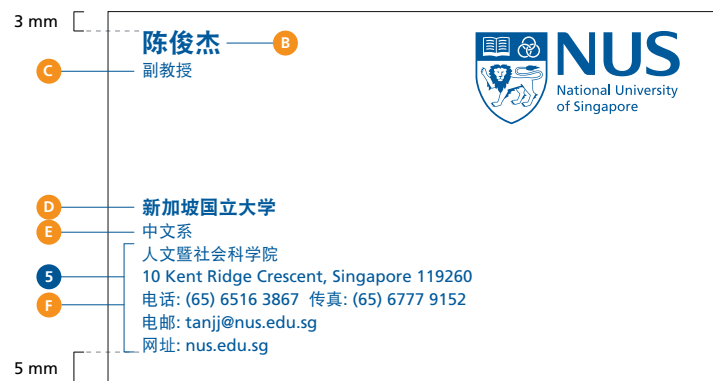 3 mm
陈俊杰
B
C
副教授
NUS
National University
of Singapore
D
新加坡国立大学
E
中文系
人文暨社会科学院
5
10 Kent Ridge Crescent, Singapore 119260
F
电话: (65) 6516 3867 传真: (65) 6777 9152
电邮: tanjj@nus.edu.sg
网址: nus.edu.sg
5 mm